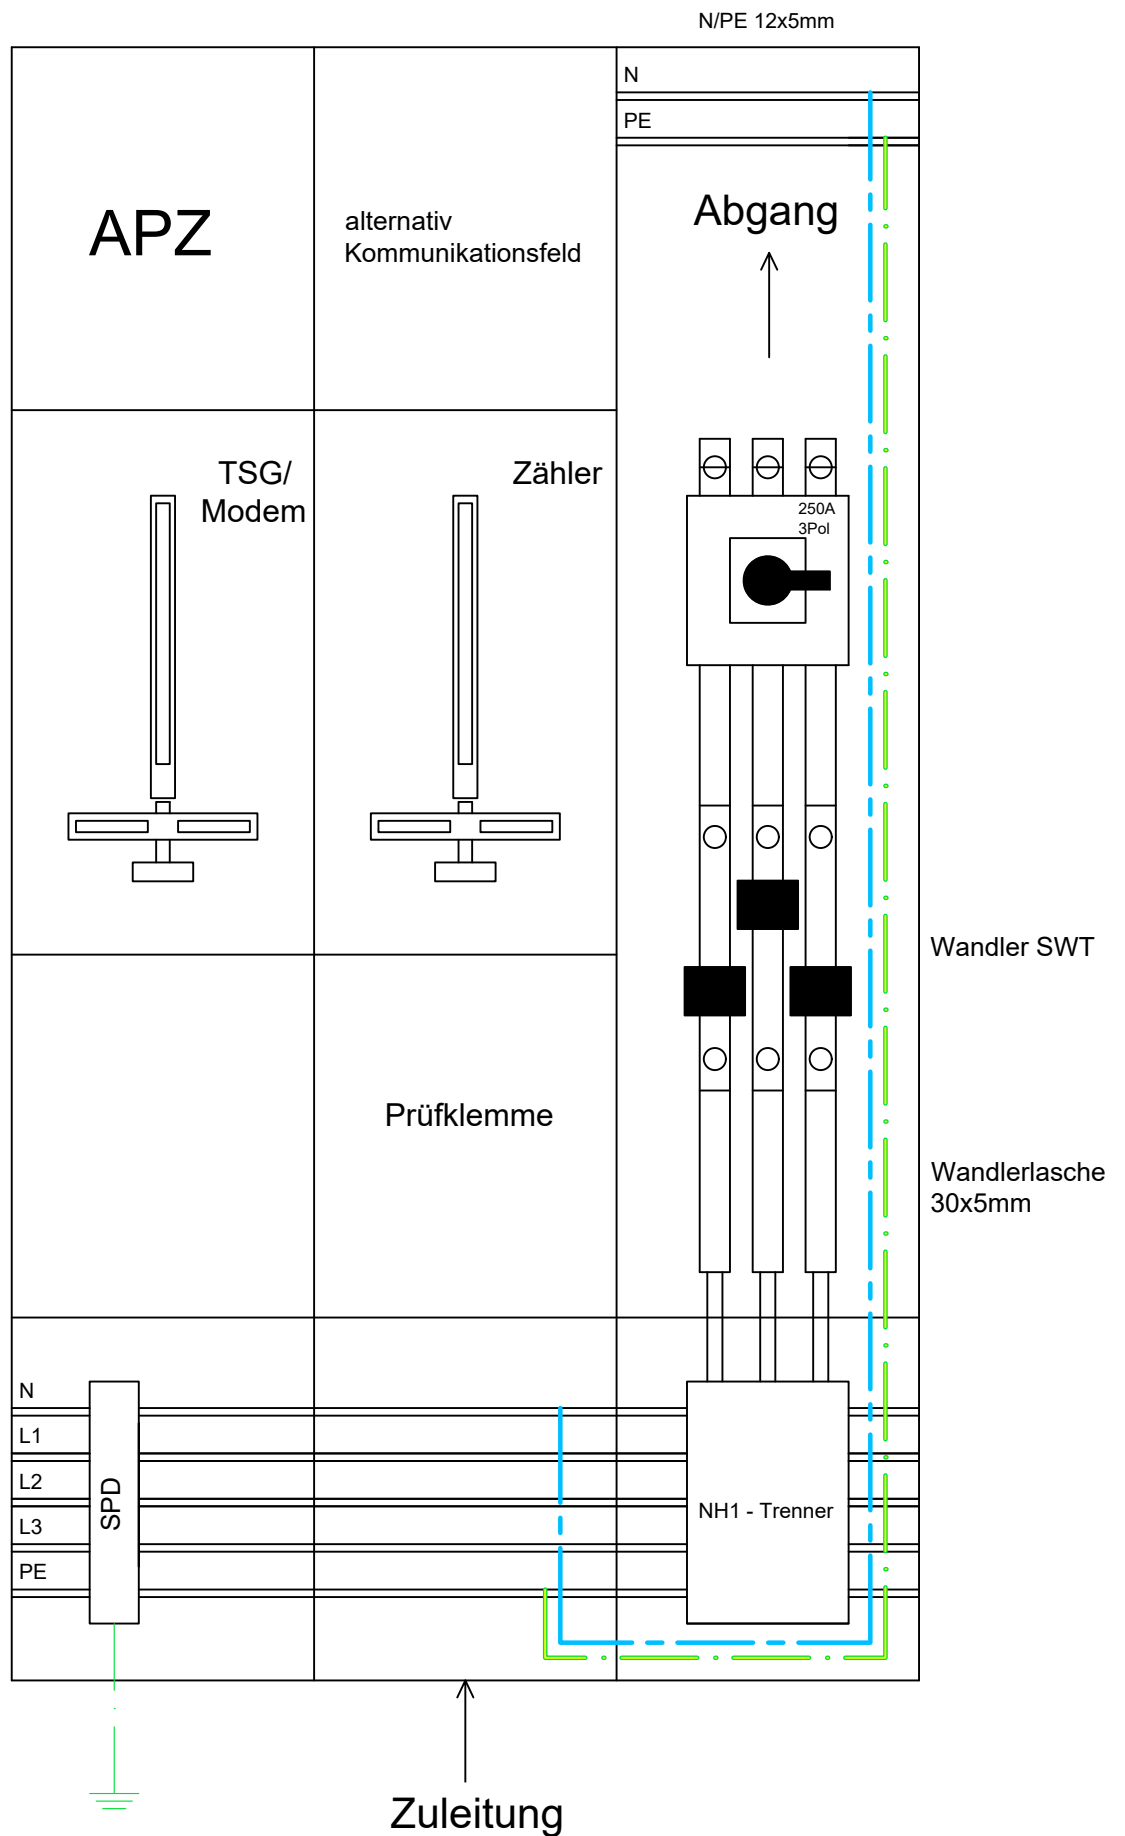 N/PE 12x5mm
N
PE
APZ
alternativ
Kommunikationsfeld
Abgang
TSG/
Modem
Zähler
250A
3Pol
Wandler SWT
Prüfklemme
Wandlerlasche
30x5mm
N
L1
L2
L3
PE
SPD
NH1 - Trenner
Zuleitung